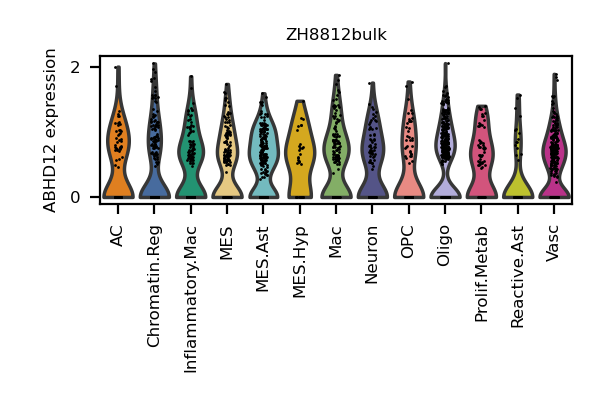 ZH8812bulk
ABHD12 expression
2
0
AC
Chromatin.Reg
Inflammatory.Mac
MES
MES.Ast
MES.Hyp
Mac
Neuron
OPC
Oligo
Prolif.Metab
Reactive.Ast
Vasc